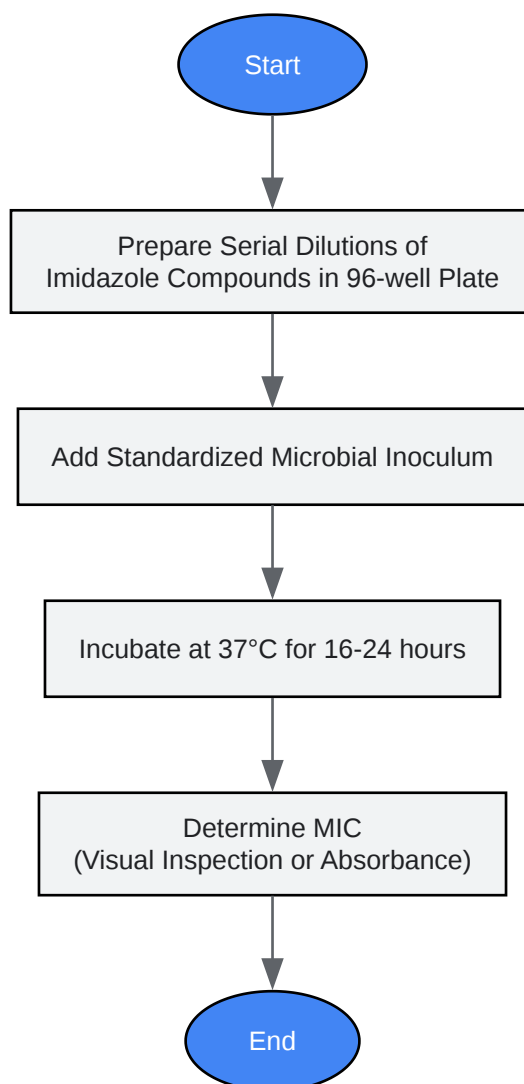 Start
Prepare Serial Dilutions of
Imidazole Compounds in 96-well Plate
Add Standardized Microbial Inoculum
Incubate at 37°C for 16-24 hours
Determine MIC
(Visual Inspection or Absorbance)
End